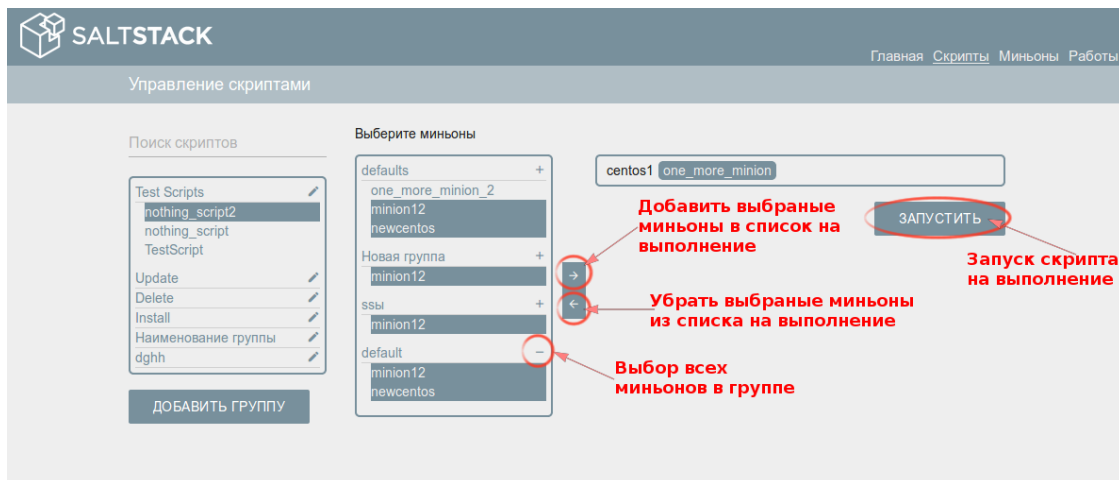 SALTSTACK
Главная Скрипты Миньоны Работы
Управление скриптами
Поиск скриптов
Test Scripts
nothing_script2
nothing_script
TestScript
Update
Delete
Install
Наименование группы
dghh
ДОБАВИТЬ ГРУППУ
Выберите миньоны
defaults +
one_more_minion_2
minion12
newcentos
Новая группа +
minion12
ssы +
minion12
default −
minion12
newcentos
→
←
centos1 one_more_minion
Добавить выбраные
миньоны в список на
выполнение
ЗАПУСТИТЬ
Запуск скрипта
на выполнение
Убрать выбраные миньоны
из списка на выполнение
Выбор всех
миньонов в группе